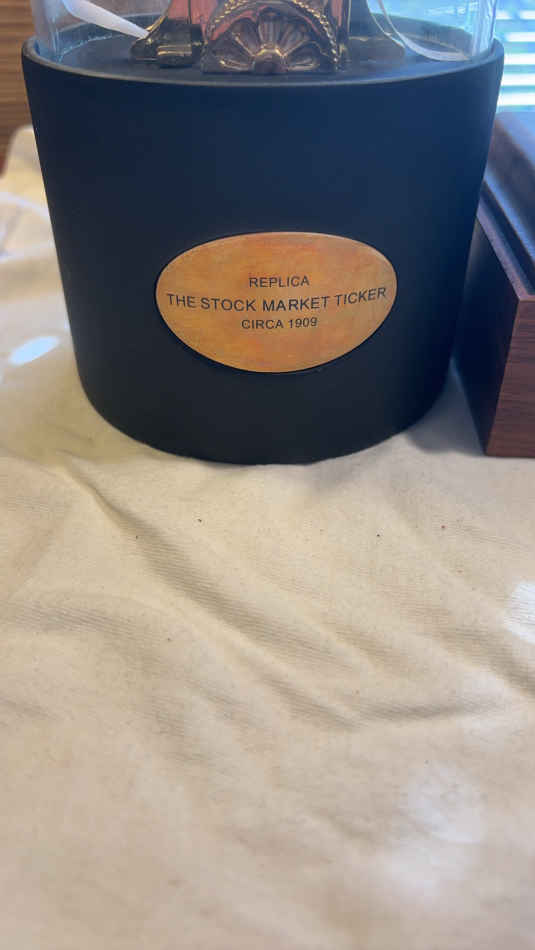 REPLICA
THE STOCK MARKET TICKER
CIRCA 1909